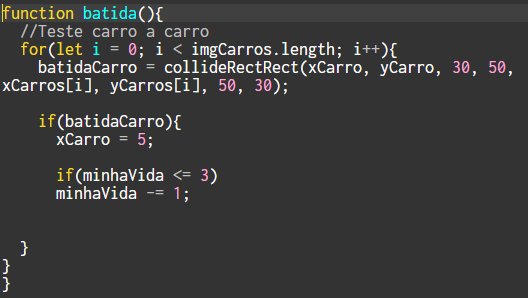 function batida(){
  //Teste carro a carro
  for(let i = 0; i < imgCarros.length; i++){
    batidaCarro = collideRectRect(xCarro, yCarro, 30, 50,
xCarros[i], yCarros[i], 50, 30);
    if(batidaCarro){
      xCarro = 5;
      if(minhaVida <= 3)
      minhaVida -= 1;
  }
}
}